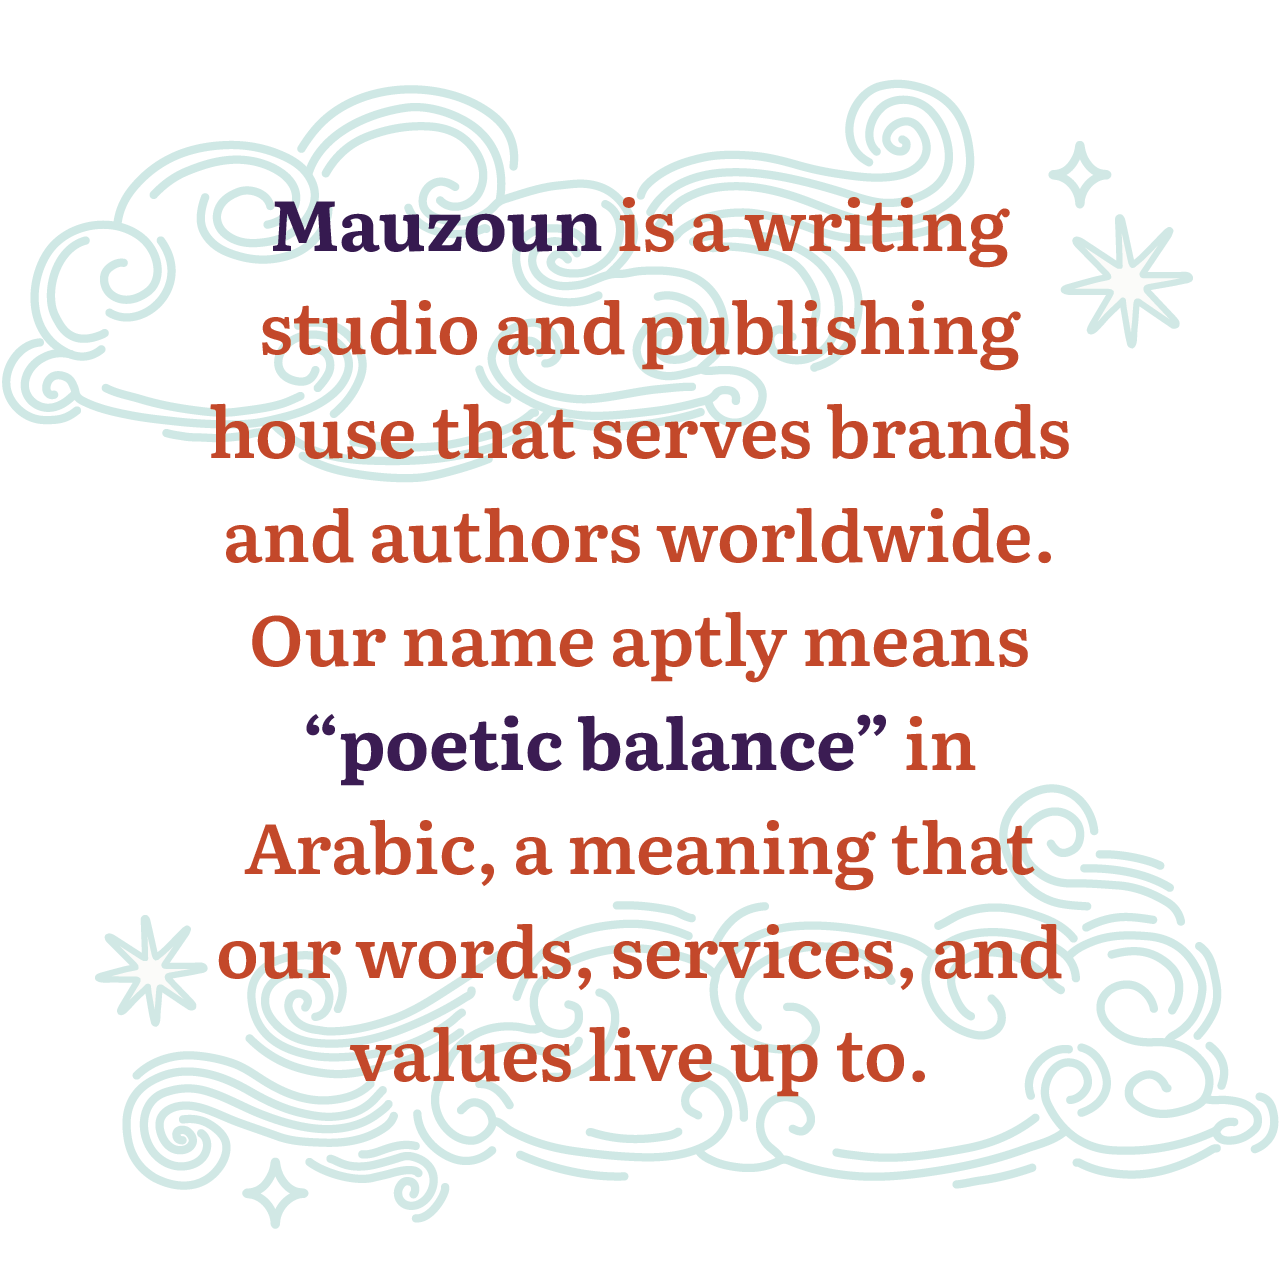 Mauzoun is a writing
studio and publishing
house that serves brands
and authors worldwide.
Our name aptly means
“poetic balance” in
Arabic, a meaning that
our words, services, and
values live up to.